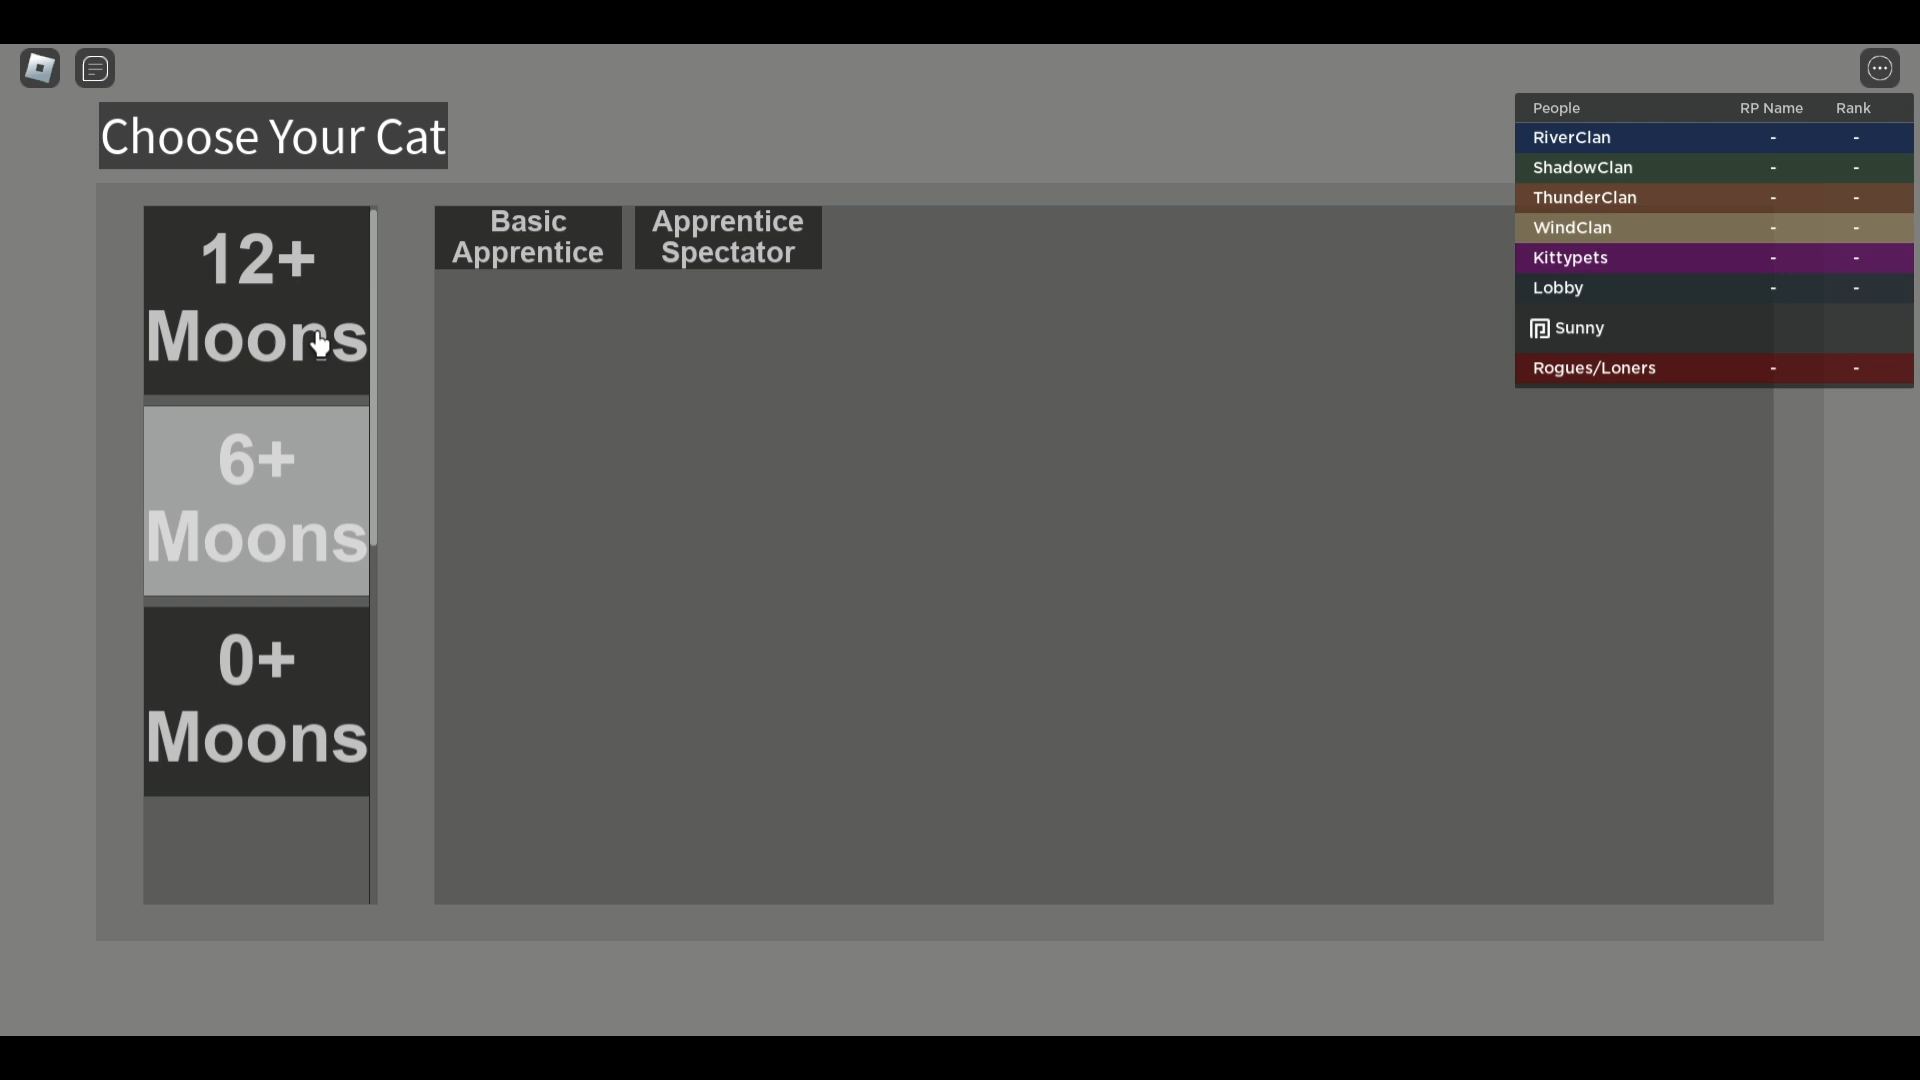 Choose Your Cat
12+
Moons
6+
Moons
0+
Moons
Basic
Apprentice
Apprentice
Spectator
People RP Name Rank
RiverClan - -
ShadowClan - -
ThunderClan - -
WindClan - -
Kittypets - -
Lobby - -
Sunny
Rogues/Loners - -